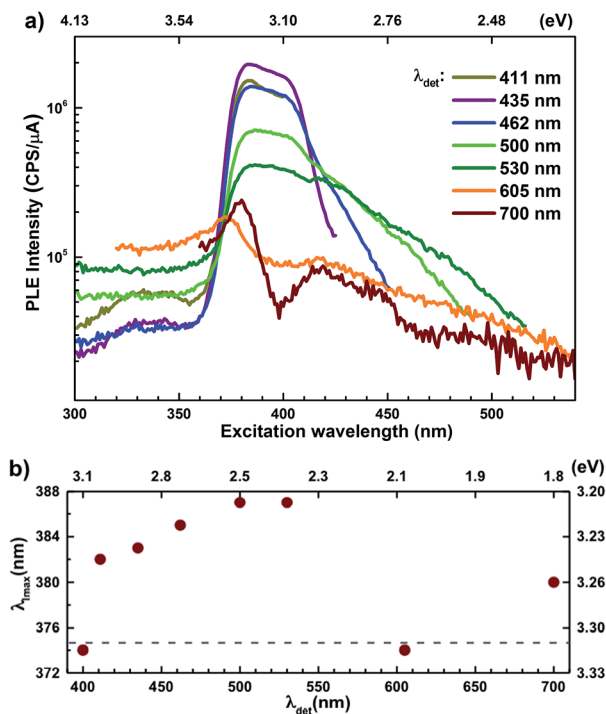 4.13 3.54 3.10 2.76 2.48 (eV)
a)
λdet:
411 nm
435 nm
462 nm
500 nm
530 nm
605 nm
700 nm
10^6
10^5
PLE Intensity (CPS/μA)
300 350 400 450 500
Excitation wavelength (nm)
b)
3.1 2.8 2.5 2.3 2.1 1.9 1.8 (eV)
388 3.20
384 3.23
380 3.26
376 3.30
372 3.33
λImax(nm)
400 450 500 550 600 650 700
λdet(nm)